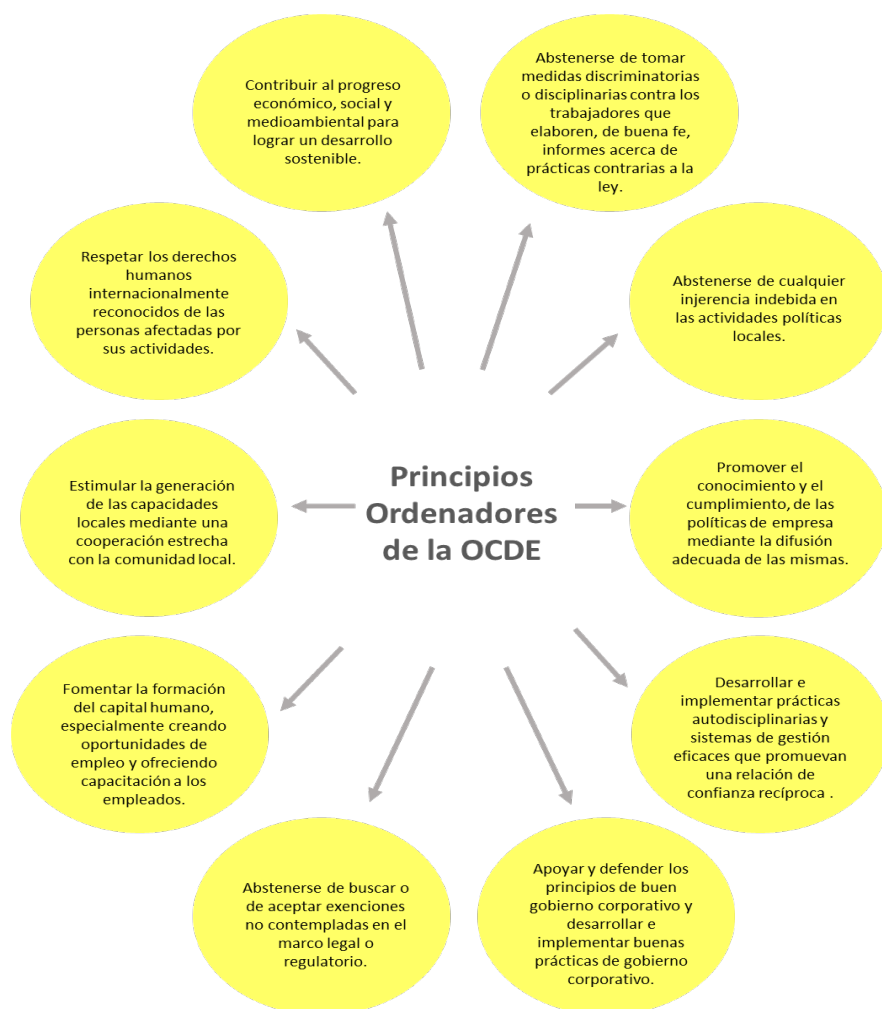 Contribuir al progreso
económico, social y
medioambiental para
lograr un desarrollo
sostenible.
Abstenerse de tomar
medidas discriminatorias
o disciplinarias contra los
trabajadores que
elaboren, de buena fe,
informes acerca de
prácticas contrarias a la
ley.
Respetar los derechos
humanos
internacionalmente
reconocidos de las
personas afectadas por
sus actividades.
Abstenerse de cualquier
injerencia indebida en
las actividades políticas
locales.
Estimular la generación
de las capacidades
locales mediante una
cooperación estrecha
con la comunidad local.
Principios
Ordenadores
de la OCDE
Promover el
conocimiento y el
cumplimiento, de las
políticas de empresa
mediante la difusión
adecuada de las mismas.
Fomentar la formación
del capital humano,
especialmente creando
oportunidades de
empleo y ofreciendo
capacitación a los
empleados.
Desarrollar e
implementar prácticas
autodisciplinarias y
sistemas de gestión
eficaces que promuevan
una relación de
confianza recíproca .
Abstenerse de buscar o
de aceptar exenciones
no contempladas en el
marco legal o
regulatorio.
Apoyar y defender los
principios de buen
gobierno corporativo y
desarrollar e
implementar buenas
prácticas de gobierno
corporativo.